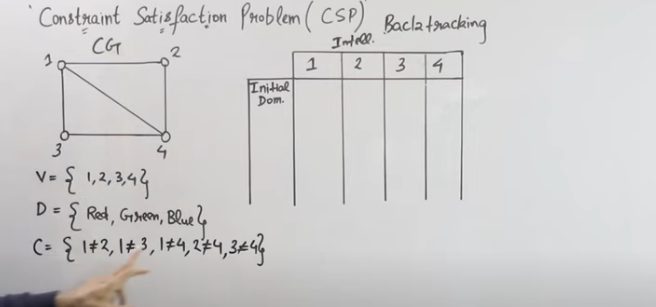 Constraint Satisfaction Problem (CSP) Backtracking
Intell.
CG
1 2
3 4
1 2 3 4
Initial
Dom.
V = { 1, 2, 3, 4 }
D = { Red, Green, Blue }
C = { 1≠2, 1≠3, 1≠4, 2≠4, 3≠4 }